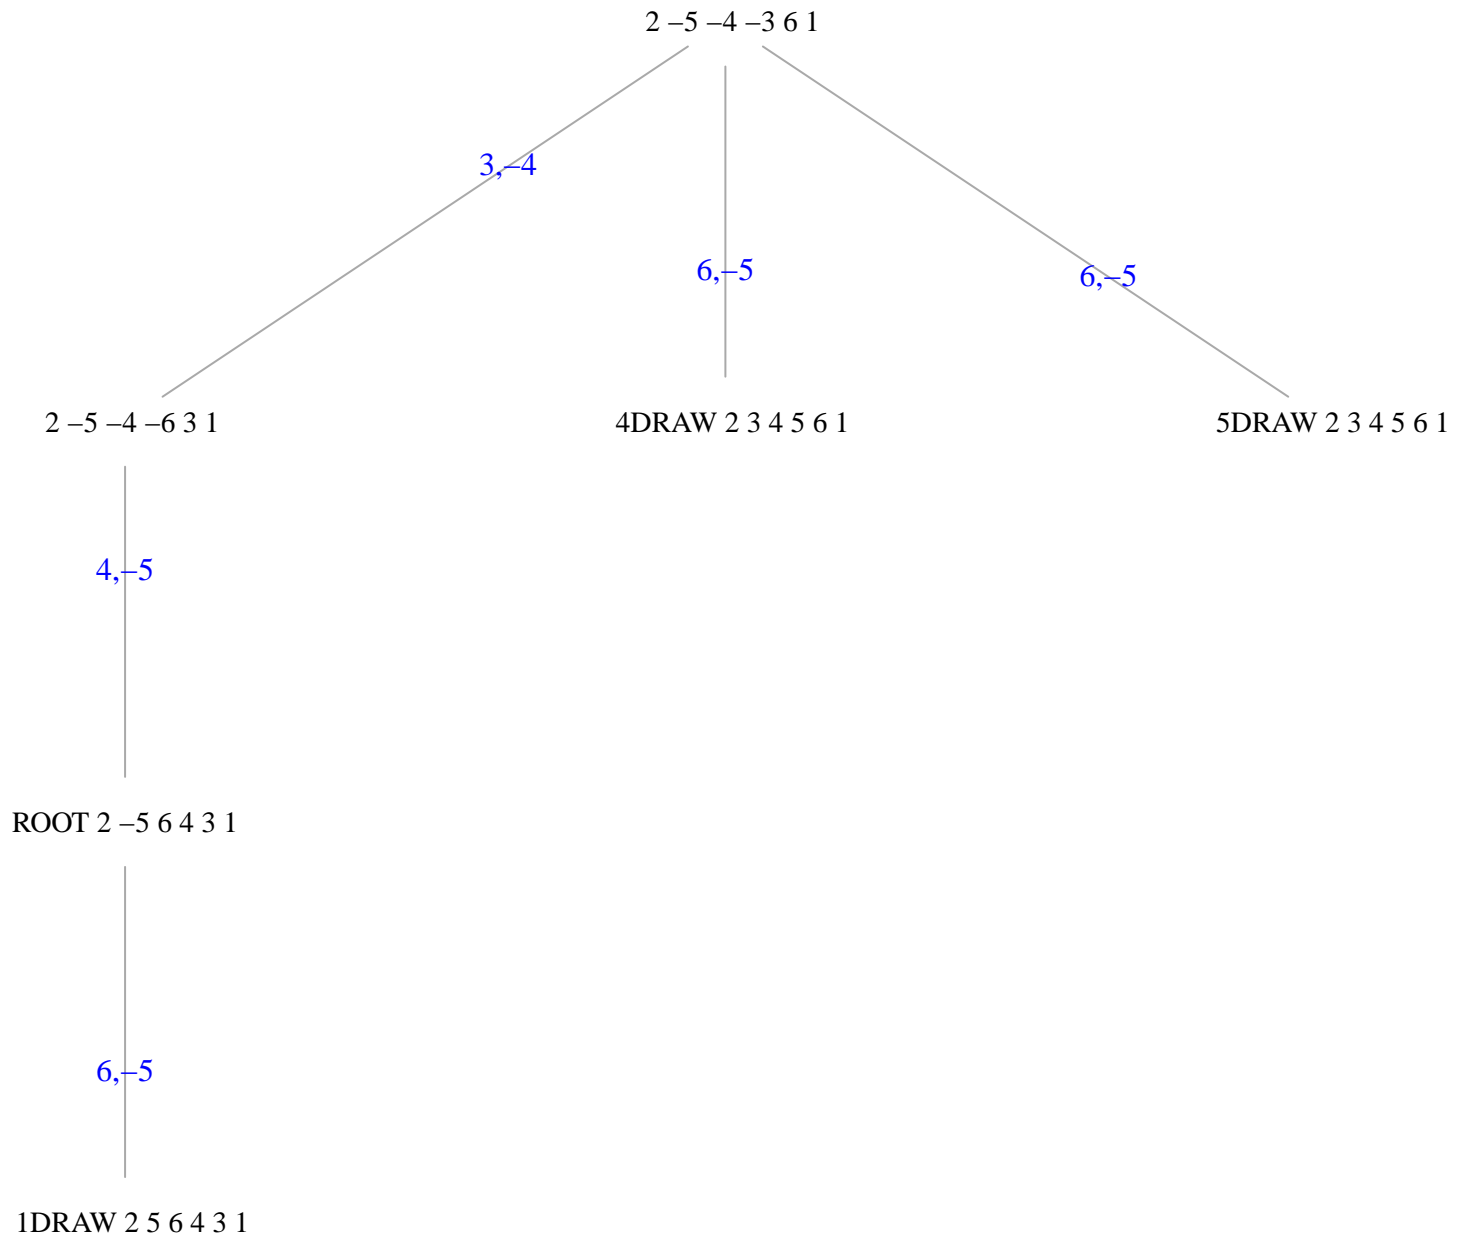 2 –5 –4 –3 6 1
3,–4
6,–5
6,–5
2 –5 –4 –6 3 1
4DRAW 2 3 4 5 6 1
5DRAW 2 3 4 5 6 1
4,–5
ROOT 2 –5 6 4 3 1
6,–5
1DRAW 2 5 6 4 3 1